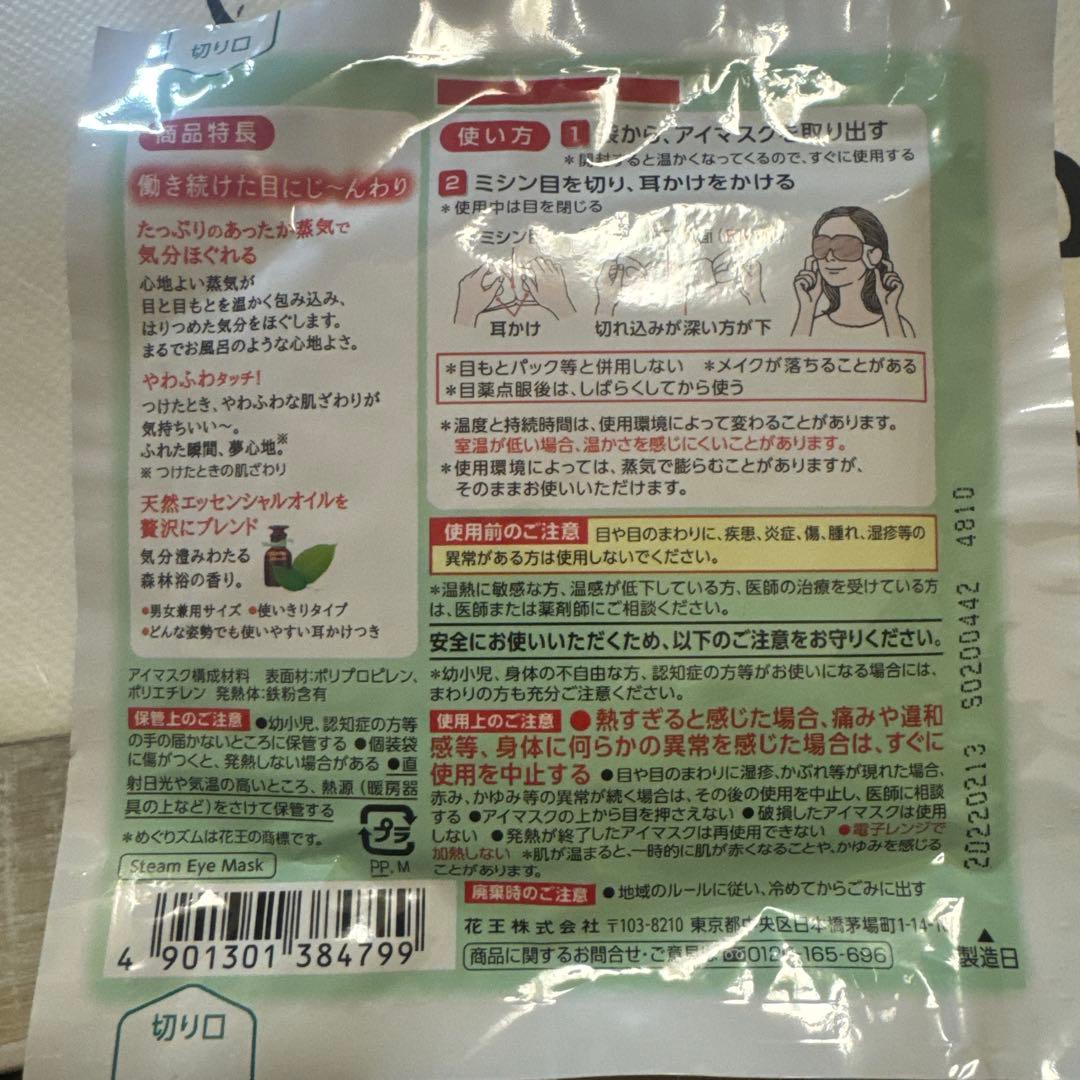 切り口
商品特長
働き続けた目にじ〜んわり
たっぷりのあったか蒸気で
気分ほぐれる
心地よい蒸気が
目と目もとを温かく包み込み、
はりつめた気分をほぐします。
まるでお風呂のような心地よさ。
やわふわタッチ!
つけたとき、やわふわな肌ざわりが
気持ちいい〜。
ふれた瞬間、夢心地。※
※つけたときの肌ざわり
天然エッセンシャルオイルを
贅沢にブレンド
気分澄みわたる
森林浴の香り。
●男女兼用サイズ ●使いきりタイプ
●どんな姿勢でも使いやすい耳かけつき
アイマスク構成材料 表面材:ポリプロピレン、
ポリエチレン 発熱体:鉄粉含有
保管上のご注意 ●幼小児、認知症の方等
の手の届かないところに保管する ●個装袋
に傷がつくと、発熱しない場合がある ●直
射日光や気温の高いところ、熱源(暖房器
具の上など)をさけて保管する
*めぐりズムは花王の商標です。
プラ
PP, M
Steam Eye Mask
4 901301 384799
切り口
使い方 1 袋から、アイマスクを取り出す
*開封すると温かくなってくるので、すぐに使用する
2 ミシン目を切り、耳かけをかける
*使用中は目を閉じる
ミシン目
耳かけ 切れ込みが深い方が下
*目もとパック等と併用しない *メイクが落ちることがある
*目薬点眼後は、しばらくしてから使う
*温度と持続時間は、使用環境によって変わることがあります。
室温が低い場合、温かさを感じにくいことがあります。
*使用環境によっては、蒸気で膨らむことがありますが、
そのままお使いいただけます。
使用前のご注意 目や目のまわりに、疾患、炎症、傷、腫れ、湿疹等の
異常がある方は使用しないでください。
*温熱に敏感な方、温感が低下している方、医師の治療を受けている方
は、医師または薬剤師にご相談ください。
安全にお使いいただくため、以下のご注意をお守りください。
*幼小児、身体の不自由な方、認知症の方等がお使いになる場合には、
まわりの方も充分ご注意ください。
使用上のご注意 ●熱すぎると感じた場合、痛みや違和
感等、身体に何らかの異常を感じた場合は、すぐに
使用を中止する ●目や目のまわりに湿疹、かぶれ等が現れた場合、
赤み、かゆみ等の異常が続く場合は、その後の使用を中止し、医師に相談
する ●アイマスクの上から目を押さえない ●破損したアイマスクは使用
しない ●発熱が終了したアイマスクは再使用できない ●電子レンジで
加熱しない *肌が温まると、一時的に肌が赤くなることや、かゆみを感じる
ことがあります。
廃棄時のご注意 ●地域のルールに従い、冷めてからごみに出す
花王株式会社 〒103-8210 東京都中央区日本橋茅場町1-14-10
商品に関するお問合せ・ご意見は 0120-165-696
▲
製造日
20220213 S0200442 4810